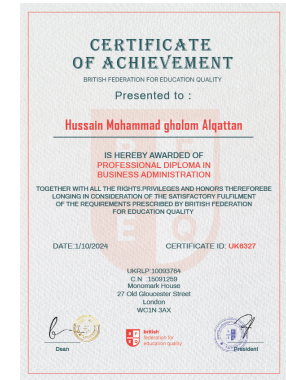 CERTIFICATE
OF ACHIEVEMENT
BRITISH FEDERATION FOR EDUCATION QUALITY
Presented to :
Hussain Mohammad gholom Alqattan
IS HEREBY AWARDED OF
PROFESSIONAL DIPLOMA IN
BUSINESS ADMINISTRATION
TOGETHER WITH ALL THE RIGHTS.PRIVILEGES AND HONORS THEREFOREBE
LONGING IN CONSIDERATION OF THE SATISFACTORY FULFILMENT
OF THE REQUIREMENTS PRESCRIBED BY BRITISH FEDERATION
FOR EDUCATION QUALITY
DATE:1/10/2024 CERTIFICATE ID: UK8327
UKRLP:10093764
C.N :15091259
Monomark House
27 Old Gloucester Street
London
WC1N 3AX
british
federation for
education quality
Dean President